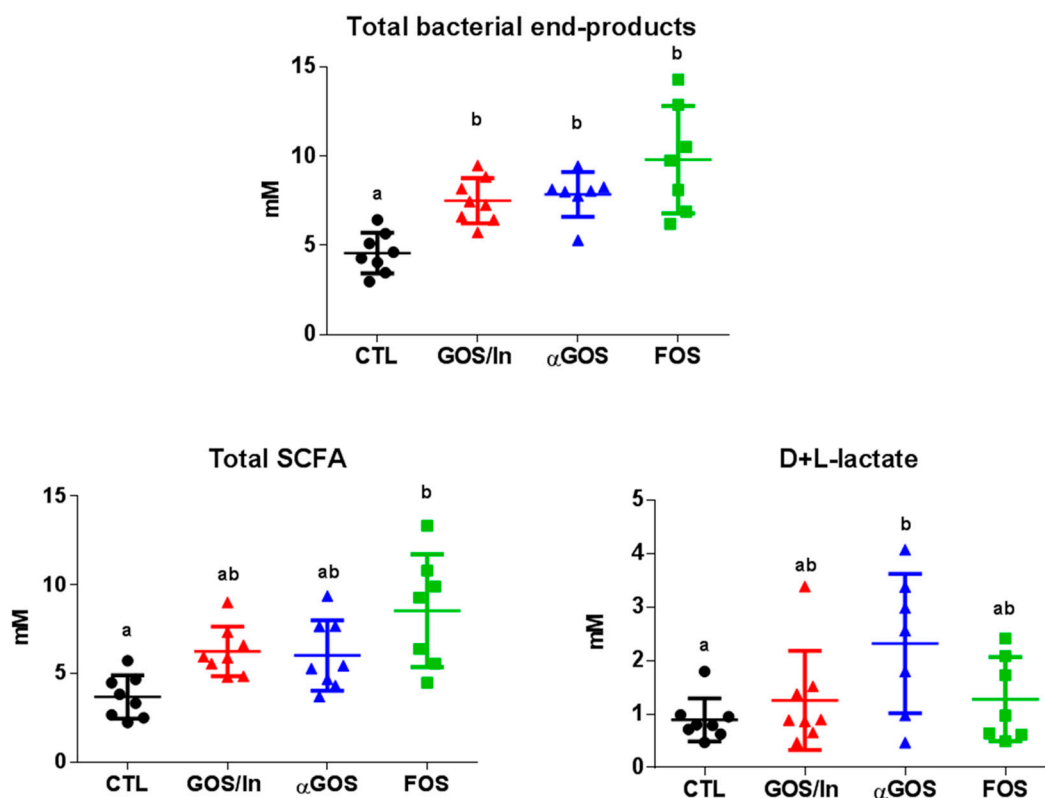 Total bacterial end-products
15
10
5
0
mM
a
b
b
b
CTL
GOS/In
αGOS
FOS
Total SCFA
15
10
5
0
mM
a
ab
ab
b
CTL
GOS/In
αGOS
FOS
D+L-lactate
5
4
3
2
1
0
mM
a
ab
b
ab
CTL
GOS/In
αGOS
FOS